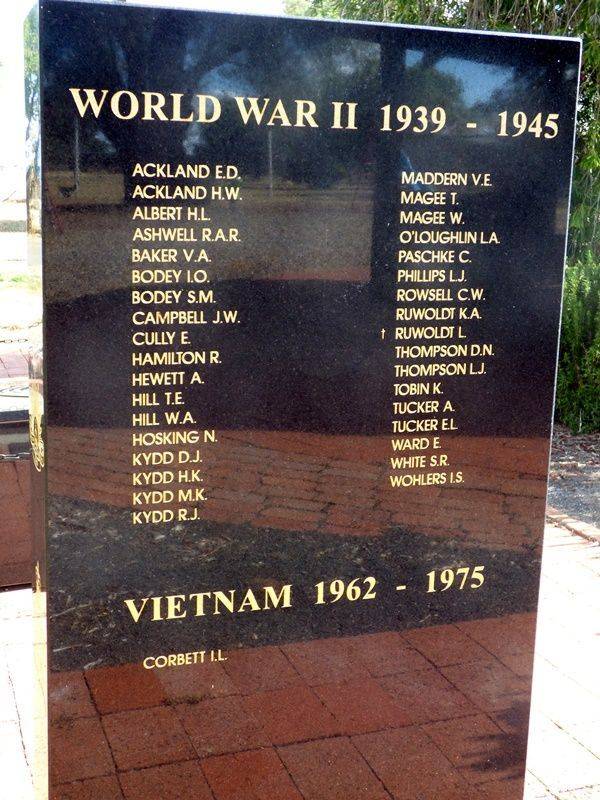 WORLD WAR II 1939 - 1945
ACKLAND E.D.
ACKLAND H.W.
ALBERT H.L.
ASHWELL R.A.R.
BAKER V.A.
BODEY I.O.
BODEY S.M.
CAMPBELL J.W.
CULLY E.
HAMILTON R.
HEWETT A.
HILL T.E.
HILL W.A.
HOSKING N.
KYDD D.J.
KYDD H.K.
KYDD M.K.
KYDD R.J.
MADDERN V.E.
MAGEE T.
MAGEE W.
O'LOUGHLIN L.A.
PASCHKE C.
PHILLIPS L.J.
ROWSELL C.W.
RUWOLDT K.A.
† RUWOLDT L.
THOMPSON D.N.
THOMPSON L.J.
TOBIN K.
TUCKER A.
TUCKER E.L.
WARD E.
WHITE S.R.
WOHLERS I.S.
VIETNAM 1962 - 1975
CORBETT I.L.